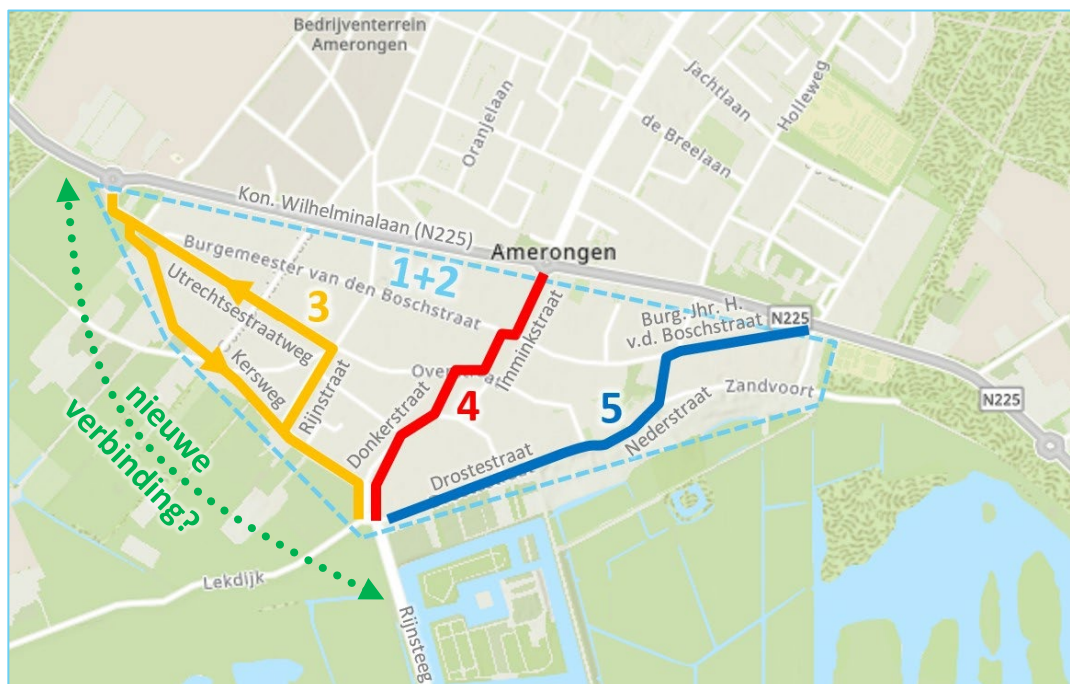 Bedrijventerrein
Amerongen
Oranjelaan
Jachtlaan
Holleweg
de Breelaan
Kon. Wilhelminalaan (N225)
Amerongen
Burgemeester van den Boschstraat
1+2
Utrechtsestraatweg
3
Kersweg
Rijnstraat
Imminkstraat
Burg. Jhr. H.
v.d. Boschstraat
N225
N225
Zandvoort
Donkerstraat
4
5
Nederstraat
Drostestraat
nieuwe
verbinding?
Lekdijk
Rijnsteeg